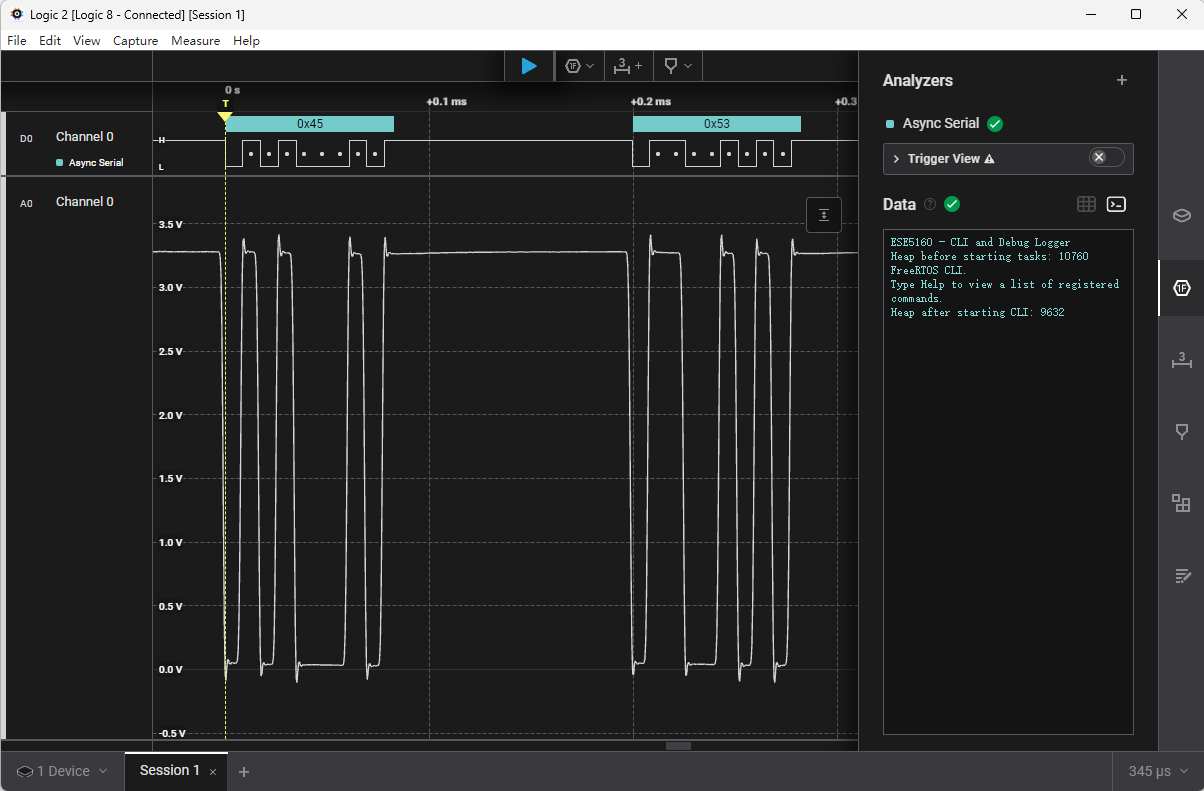 Logic 2 [Logic 8 - Connected] [Session 1]
File Edit View Capture Measure Help
1F
3 +
0 s
T
+0.1 ms
+0.2 ms
+0.3
D0 Channel 0
Async Serial
H
L
0x45
0x53
A0 Channel 0
3.5 V
3.0 V
2.5 V
2.0 V
1.5 V
1.0 V
0.5 V
0.0 V
-0.5 V
Analyzers +
Async Serial
Trigger View
Data
ESE5160 - CLI and Debug Logger
Heap before starting tasks: 10760
FreeRTOS CLI.
Type Help to view a list of registered
commands.
Heap after starting CLI: 9632
1F
3
1 Device
Session 1
345 µs